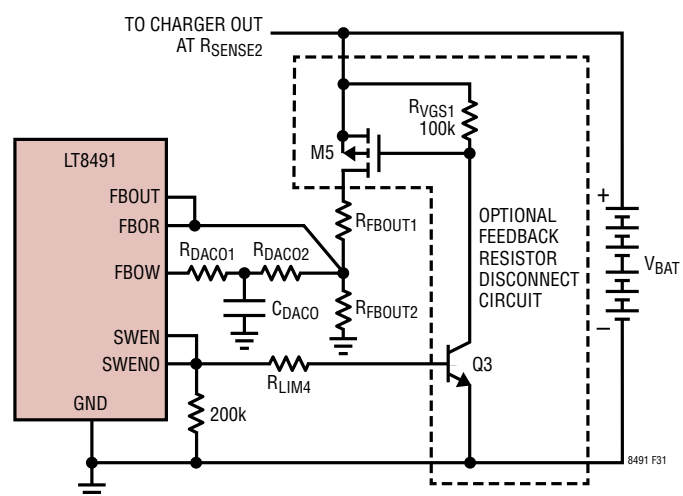 TO CHARGER OUT
AT RSENSE2
RVGS1
100k
M5
LT8491
FBOUT
FBOR
FBOW
RDACO1
RDACO2
CDACO
RFBOUT1
RFBOUT2
OPTIONAL
FEEDBACK
RESISTOR
DISCONNECT
CIRCUIT
+
VBAT
–
SWEN
SWENO
RLIM4
Q3
200k
GND
8491 F31